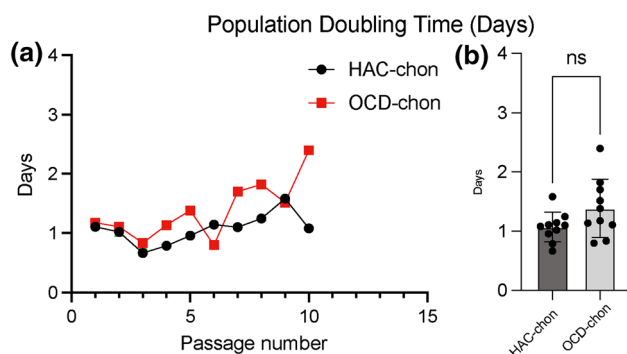 Population Doubling Time (Days)
(a)
HAC-chon
OCD-chon
4
3
2
1
0
Days
0
5
10
15
Passage number
(b)
ns
4
3
2
1
0
Days
HAC-chon
OCD-chon